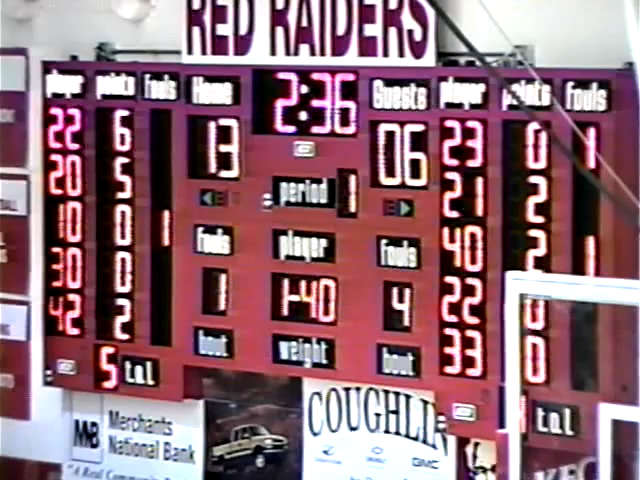 RED RAIDERS
player points fouls Home 2:36 Guests player points fouls
22 6 13 06 23 0 1
20 5 period 1 21 2
10 0 1 fouls player fouls 40 2 1
30 0 1 1-40 4 22 0
42 2 bout weight bout 33 0
5 t.o.l. t.o.l.
MNB Merchants
National Bank
COUGHLIN
GMC
KFC